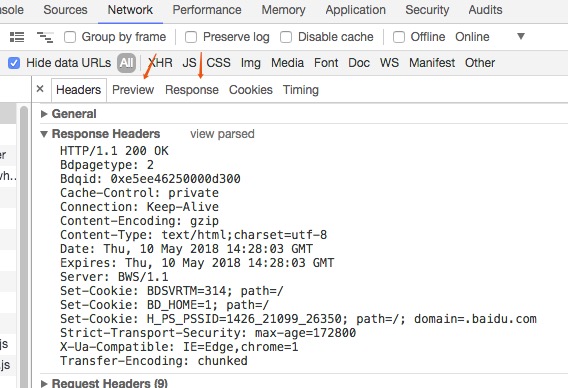 nsole Sources Network Performance Memory Application Security Audits
Group by frame Preserve log Disable cache Offline Online
Hide data URLs All XHR JS CSS Img Media Font Doc WS Manifest Other
× Headers Preview Response Cookies Timing
▶ General
▼ Response Headers view parsed
HTTP/1.1 200 OK
Bdpagetype: 2
er
Bdqid: 0xe5ee46250000d300
vh...
Cache-Control: private
Connection: Keep-Alive
Content-Encoding: gzip
Content-Type: text/html;charset=utf-8
Date: Thu, 10 May 2018 14:28:03 GMT
Expires: Thu, 10 May 2018 14:28:03 GMT
Server: BWS/1.1
Set-Cookie: BDSVRTM=314; path=/
Set-Cookie: BD_HOME=1; path=/
Set-Cookie: H_PS_PSSID=1426_21099_26350; path=/; domain=.baidu.com
Strict-Transport-Security: max-age=172800
js
X-Ua-Compatible: IE=Edge,chrome=1
.js
Transfer-Encoding: chunked
▶ Request Headers (9)